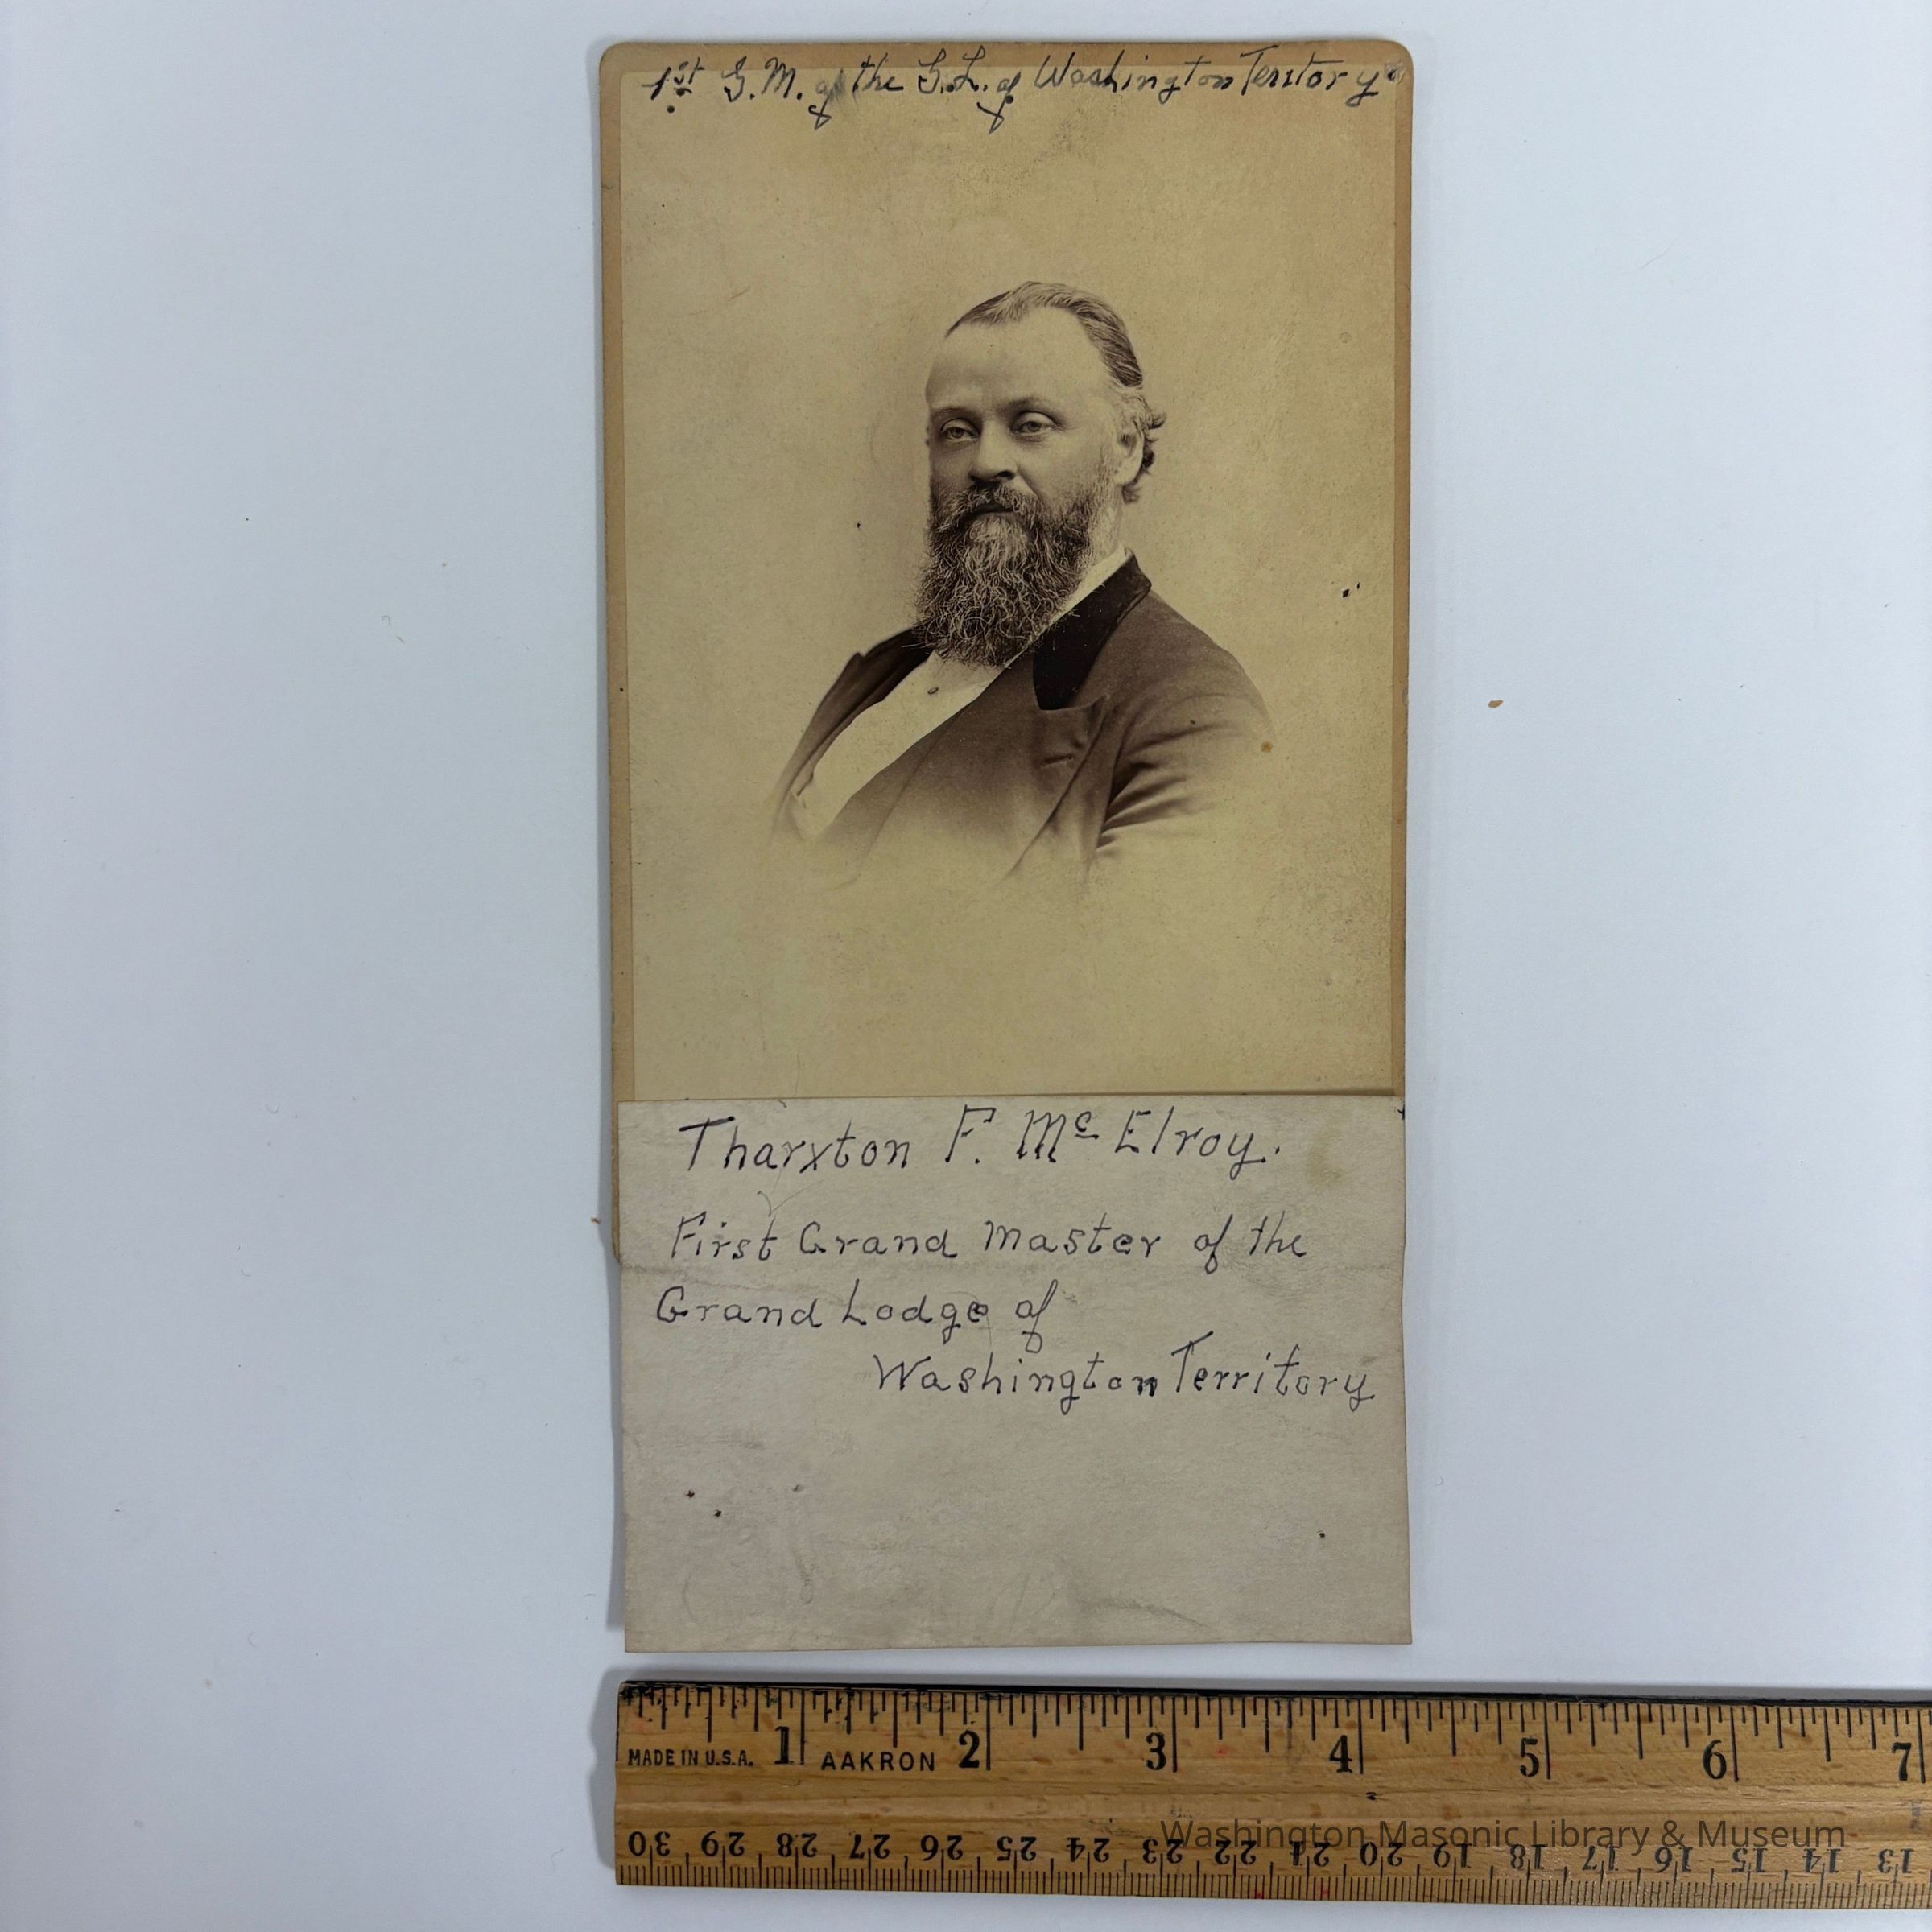 1st G.M. of the G.L. of Washington Territory.
Tharxton F. Mc Elroy.
First Grand Master of the
Grand Lodge of
Washington Territory
1 2 3 4 5 6 7
MADE IN U.S.A. AAKRON
Washington Masonic Library & Museum
30 29 28 27 26 25 24 23 22 21 20 19 18 17 16 15 14 13